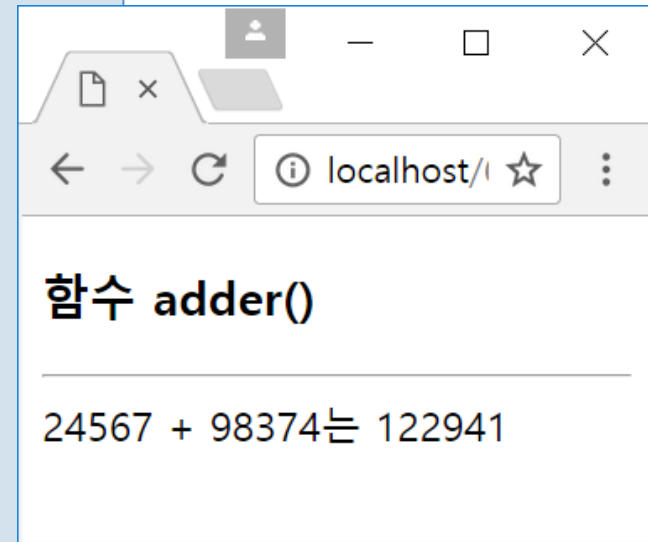 localhost/
함수 adder()
24567 + 98374는 122941